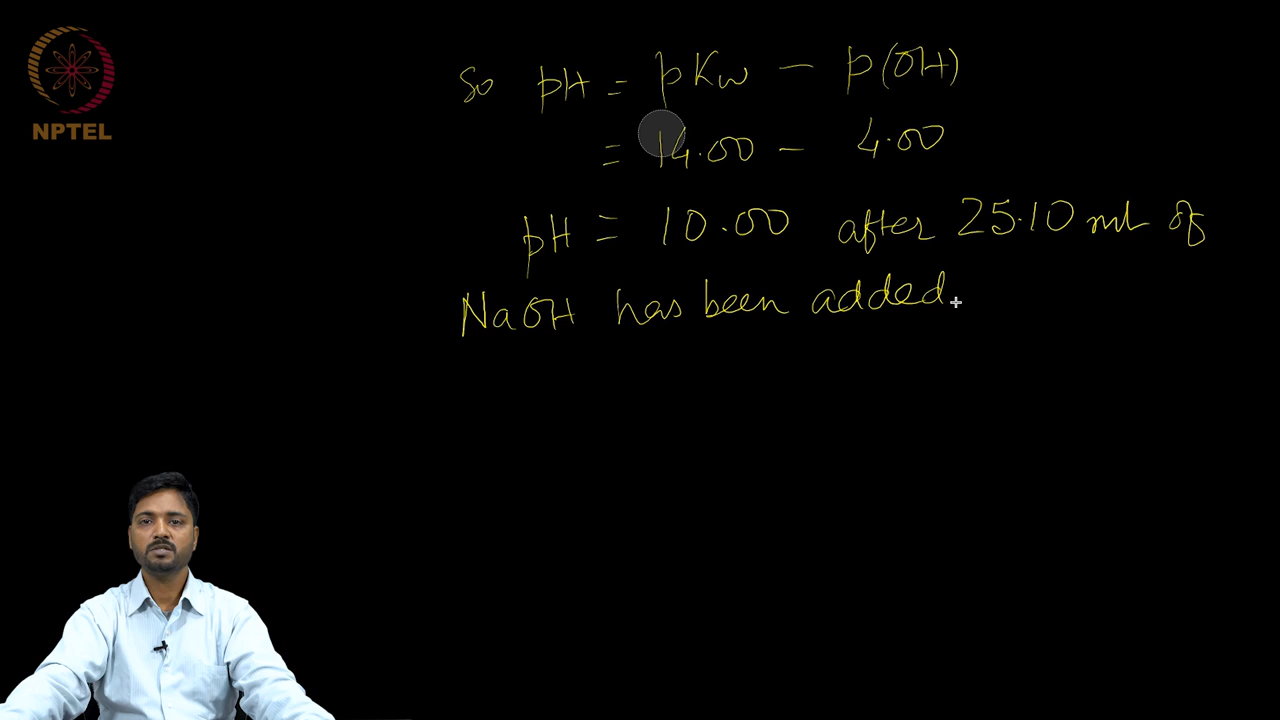 NPTEL
So pH = pKw - p(OH)
= 14.00 - 4.00
pH = 10.00 after 25.10 ml of
NaOH has been added.